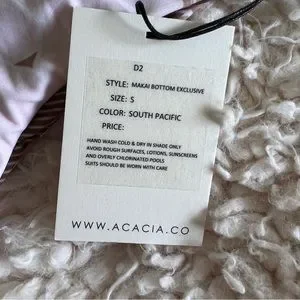 D2
STYLE: MAKAI BOTTOM EXCLUSIVE
SIZE: S
COLOR: SOUTH PACIFIC
PRICE:
HAND WASH COLD & DRY IN SHADE ONLY
AVOID ROUGH SURFACES, LOTIONS, SUNSCREENS
AND OVERLY CHLORINATED POOLS
SUITS SHOULD BE WORN WITH CARE
WWW.ACACIA.CO